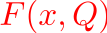 F(x, Q)